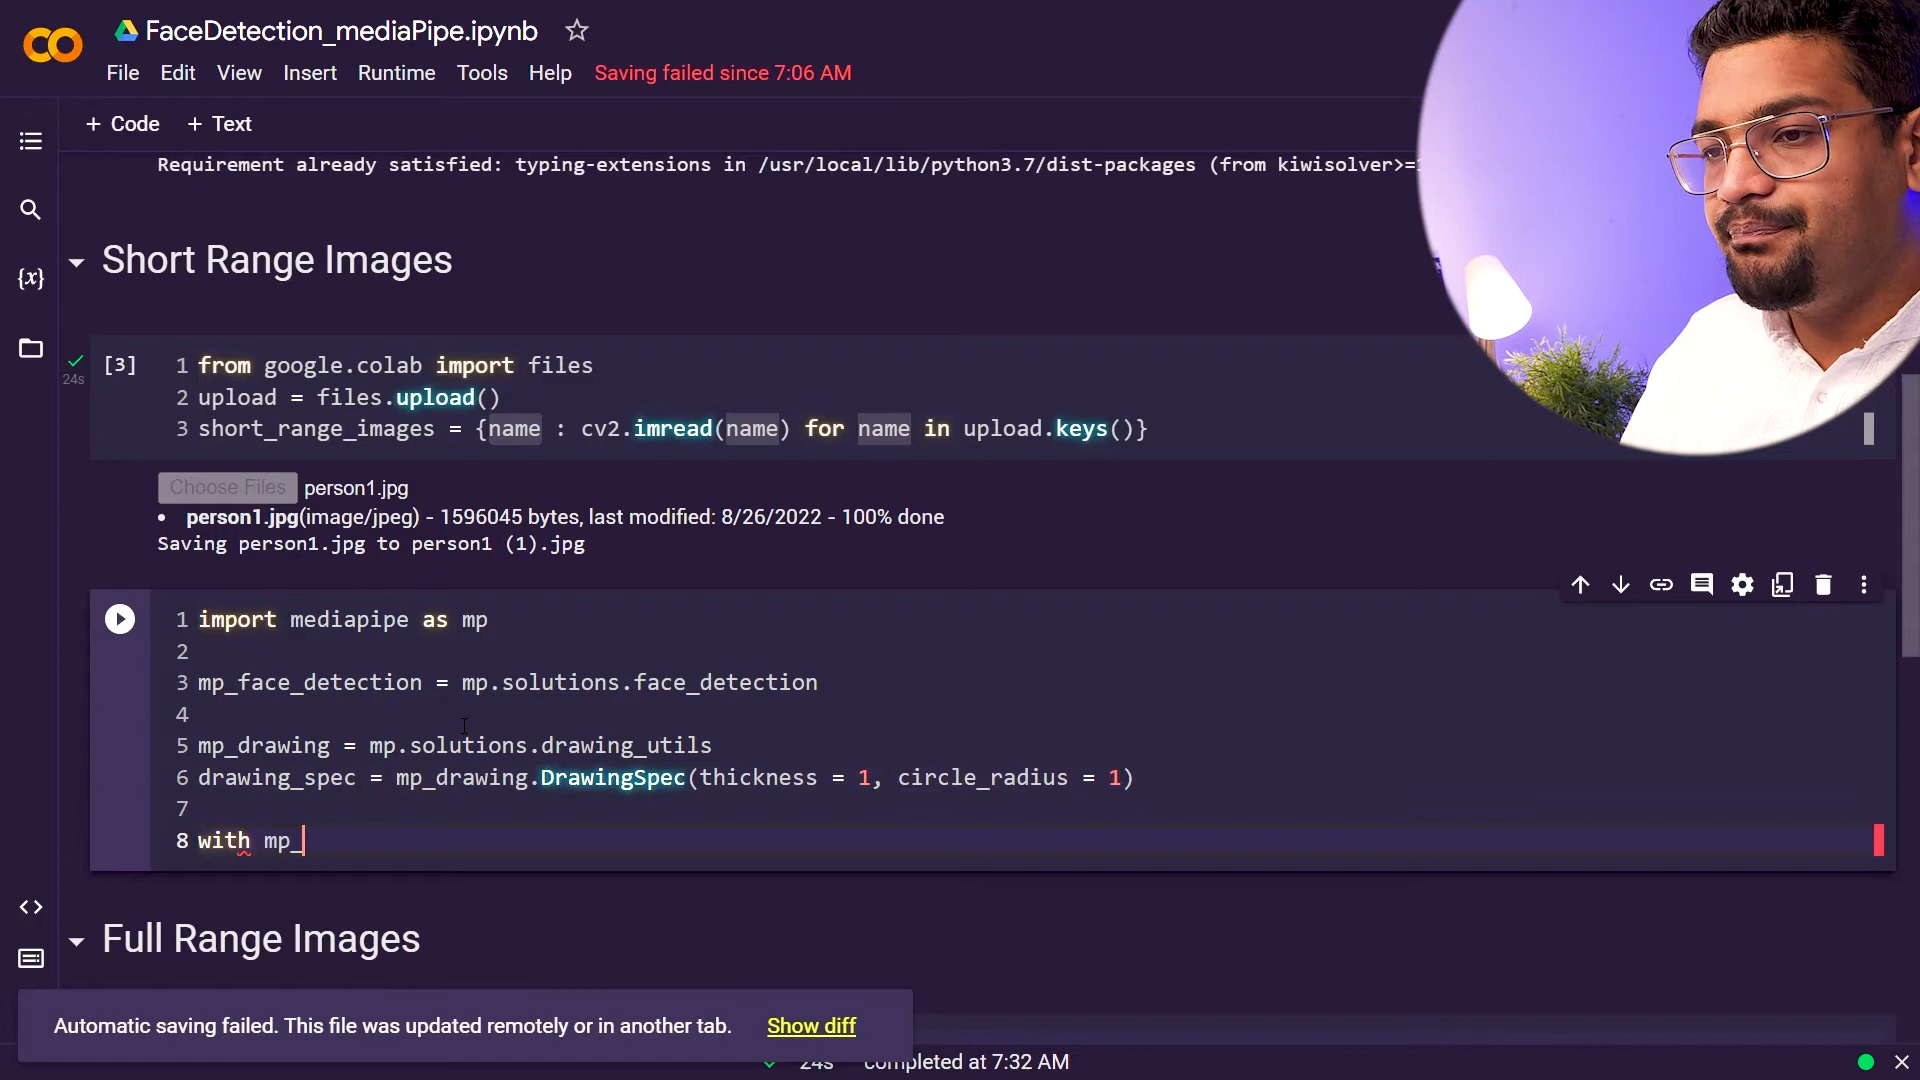 FaceDetection_mediaPipe.ipynb
File Edit View Insert Runtime Tools Help Saving failed since 7:06 AM
+ Code + Text
Requirement already satisfied: typing-extensions in /usr/local/lib/python3.7/dist-packages (from kiwisolver>=
Short Range Images
[3]
24s
1 from google.colab import files
2 upload = files.upload()
3 short_range_images = {name : cv2.imread(name) for name in upload.keys()}
Choose Files person1.jpg
• person1.jpg(image/jpeg) - 1596045 bytes, last modified: 8/26/2022 - 100% done
Saving person1.jpg to person1 (1).jpg
1 import mediapipe as mp
2
3 mp_face_detection = mp.solutions.face_detection
4
5 mp_drawing = mp.solutions.drawing_utils
6 drawing_spec = mp_drawing.DrawingSpec(thickness = 1, circle_radius = 1)
7
8 with mp_
Full Range Images
Automatic saving failed. This file was updated remotely or in another tab. Show diff
24s completed at 7:32 AM